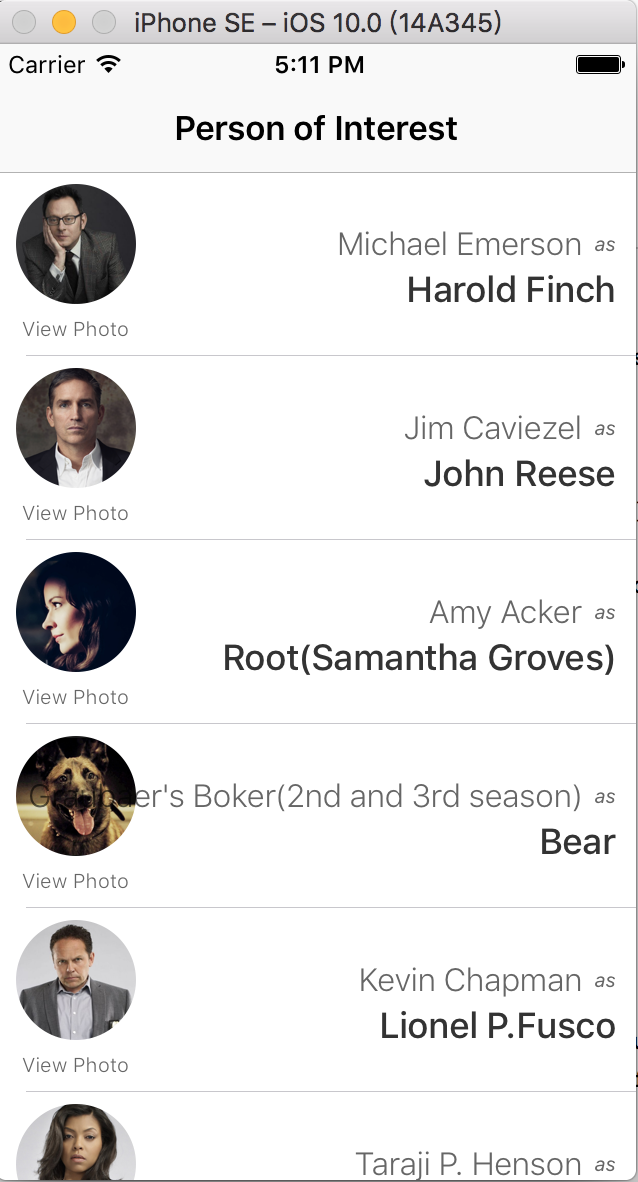 iPhone SE – iOS 10.0 (14A345)
Carrier 5:11 PM
Person of Interest
Michael Emerson as
Harold Finch
View Photo
Jim Caviezel as
John Reese
View Photo
Amy Acker as
Root(Samantha Groves)
View Photo
Boker(2nd and 3rd season) as
Bear
View Photo
Kevin Chapman as
Lionel P.Fusco
View Photo
Taraji P. Henson as